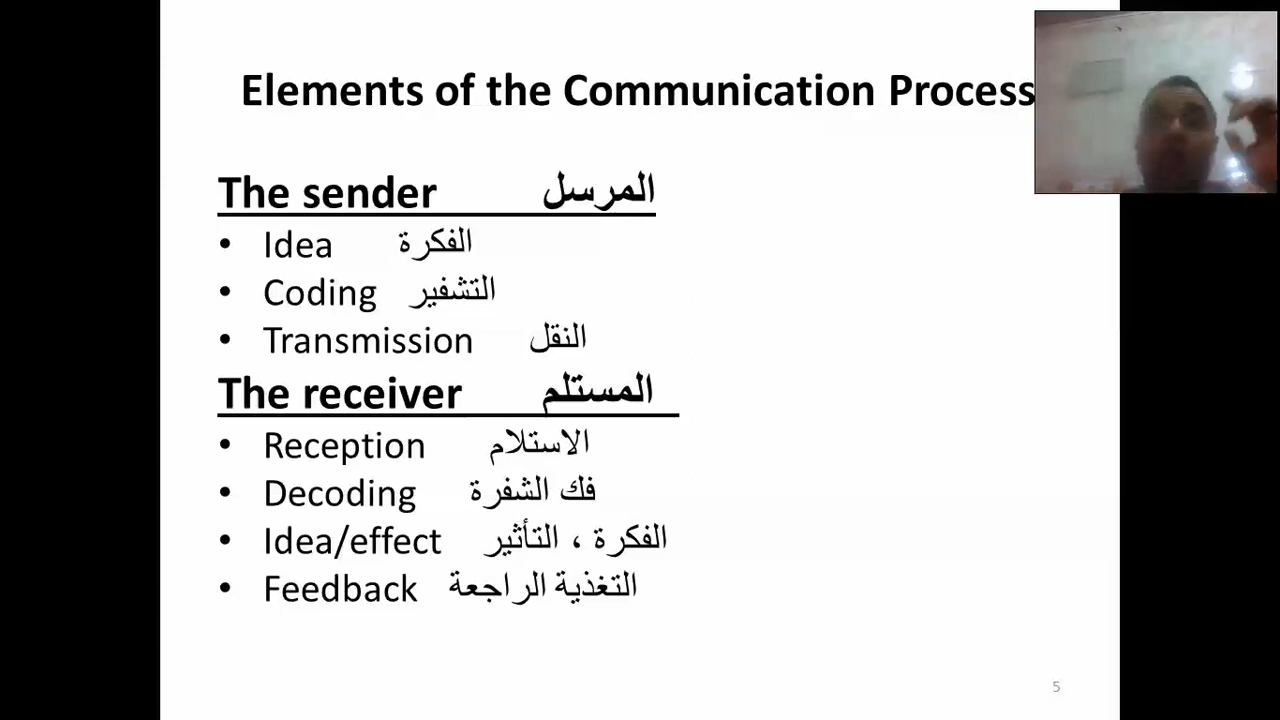 Elements of the Communication Process
The sender المرسل
• Idea الفكرة
• Coding التشفير
• Transmission النقل
The receiver المستلم
• Reception الاستلام
• Decoding فك الشفرة
• Idea/effect الفكرة ، التأثير
• Feedback التغذية الراجعة
5